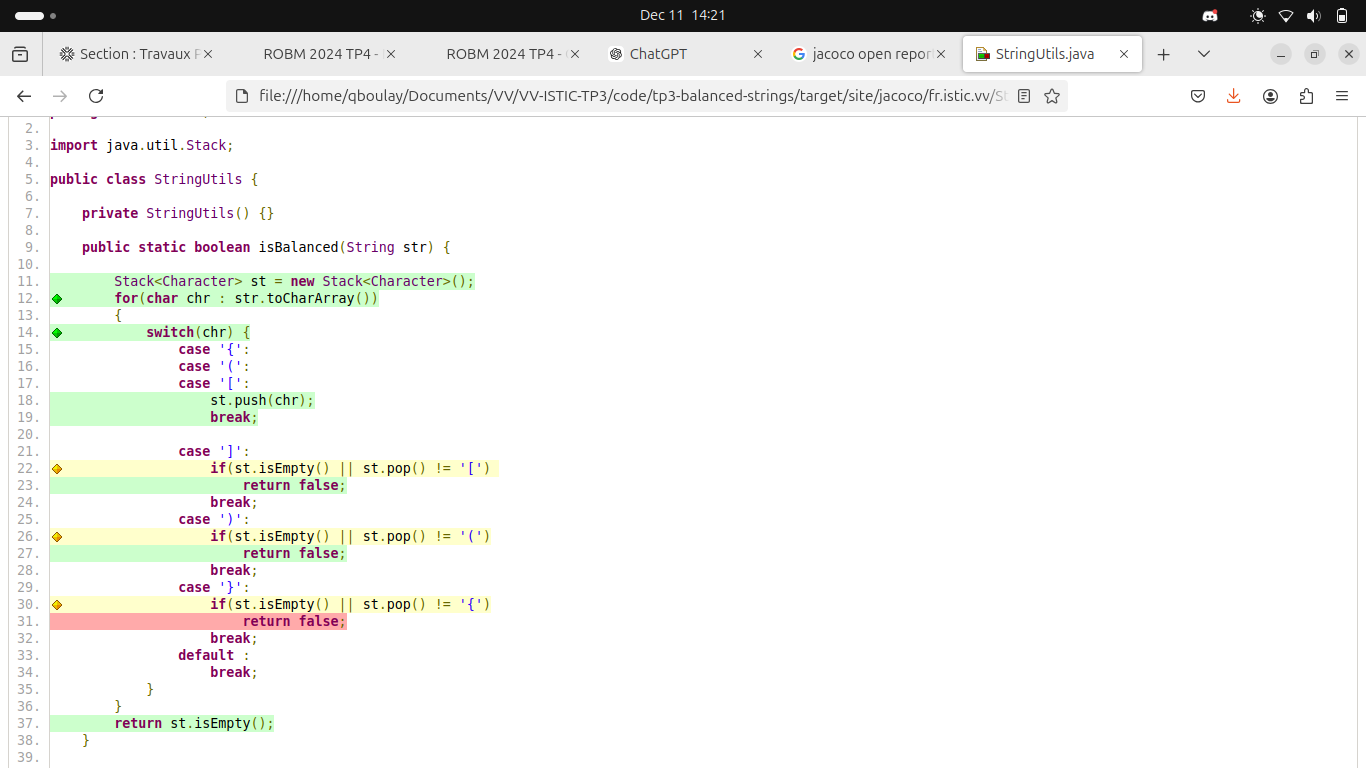 Dec 11 14:21
Section : Travaux
ROBM 2024 TP4 -
ROBM 2024 TP4 -
ChatGPT
jacoco open repor
StringUtils.java
file:///home/qboulay/Documents/VV/VV-ISTIC-TP3/code/tp3-balanced-strings/target/site/jacoco/fr.istic.vv/St
2.
3. import java.util.Stack;
4.
5. public class StringUtils {
6.
7. private StringUtils() {}
8.
9. public static boolean isBalanced(String str) {
10.
11. Stack<Character> st = new Stack<Character>();
12. for(char chr : str.toCharArray())
13. {
14. switch(chr) {
15. case '{':
16. case '(':
17. case '[':
18. st.push(chr);
19. break;
20.
21. case ']':
22. if(st.isEmpty() || st.pop() != '[')
23. return false;
24. break;
25. case ')':
26. if(st.isEmpty() || st.pop() != '(')
27. return false;
28. break;
29. case '}':
30. if(st.isEmpty() || st.pop() != '{')
31. return false;
32. break;
33. default :
34. break;
35. }
36. }
37. return st.isEmpty();
38. }
39.